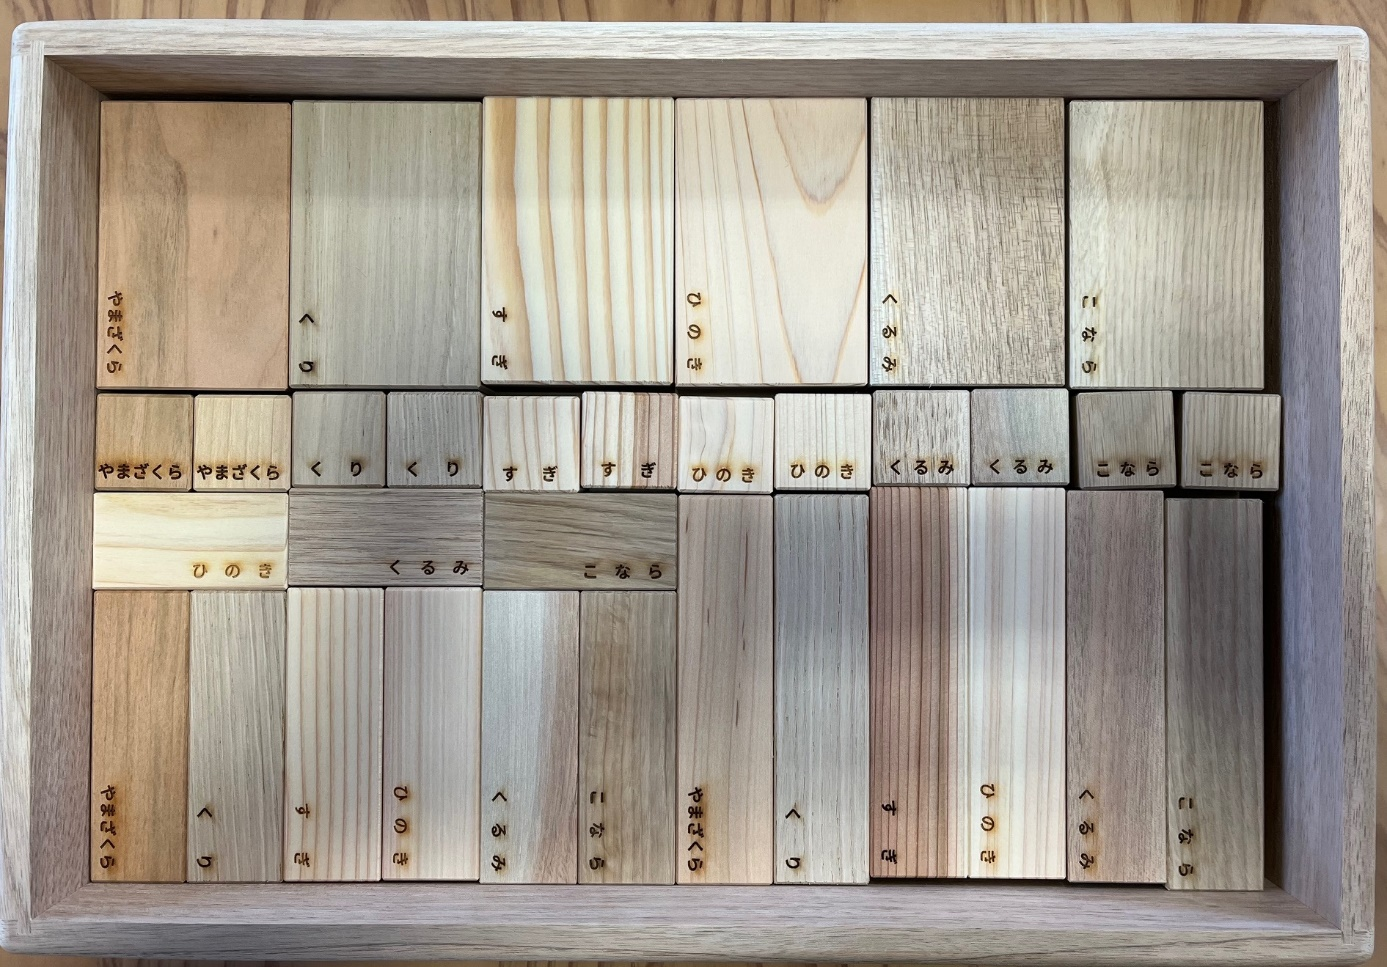 やまざくら
くり
すぎ
ひのき
くるみ
こなら
やまざくら
やまざくら
くり
くり
すぎ
すぎ
ひのき
ひのき
くるみ
くるみ
こなら
こなら
ひのき
くるみ
こなら
やまざくら
くり
すぎ
ひのき
くるみ
こなら
やまざくら
くり
すぎ
ひのき
くるみ
こなら